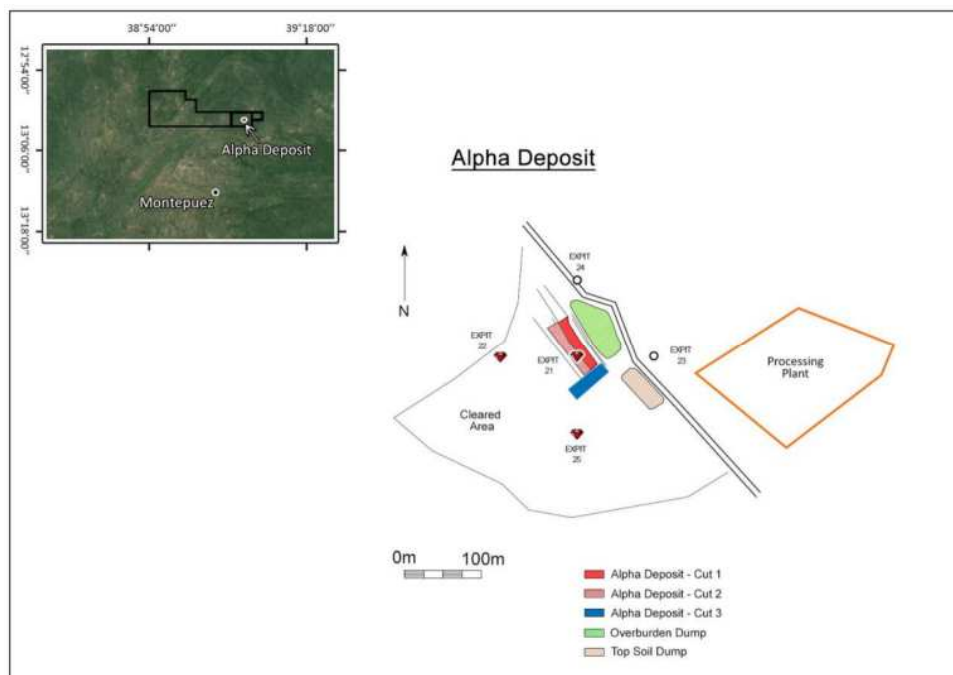 38°54'00''
39°18'00''
12°54'00''
13°06'00''
13°18'00''
Alpha Deposit
Montepuez
Alpha Deposit
N
EXPIT
24
EXPIT
22
EXPIT
21
EXPIT
23
EXPIT
25
Cleared
Area
Processing
Plant
0m
100m
Alpha Deposit - Cut 1
Alpha Deposit - Cut 2
Alpha Deposit - Cut 3
Overburden Dump
Top Soil Dump